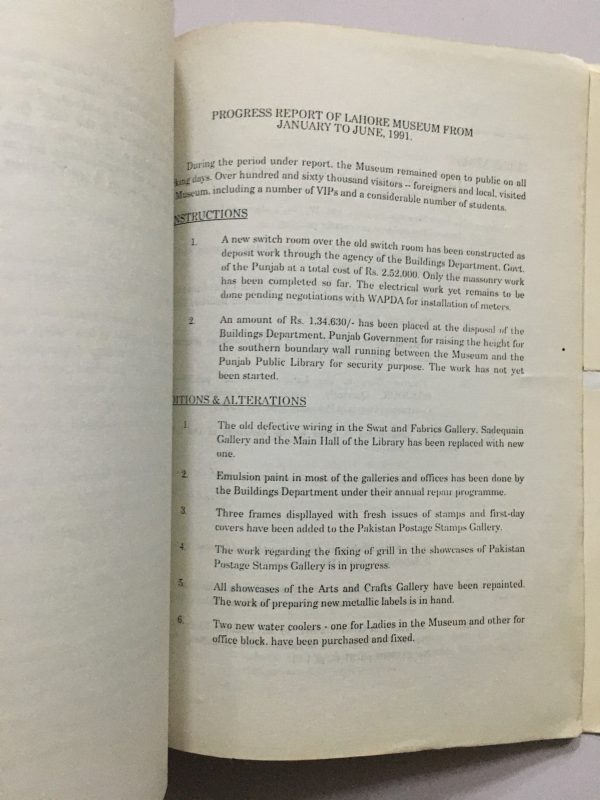 PROGRESS REPORT OF LAHORE MUSEUM FROM
JANUARY TO JUNE, 1991.
During the period under report, the Museum remained open to public on all
king days. Over hundred and sixty thousand visitors -- foreigners and local, visited
Museum, including a number of VIPs and a considerable number of students.
NSTRUCTIONS
1. A new switch room over the old switch room has been constructed as
deposit work through the agency of the Buildings Department, Govt.
of the Punjab at a total cost of Rs. 2,52,000. Only the massonry work
has been completed so far. The electrical work yet remains to be
done pending negotiations with WAPDA for installation of meters.
2. An amount of Rs. 1,34,630/- has been placed at the disposal of the
Buildings Department, Punjab Government for raising the height for
the southern boundary wall running between the Museum and the
Punjab Public Library for security purpose. The work has not yet
been started.
DITIONS & ALTERATIONS
1. The old defective wiring in the Swat and Fabrics Gallery, Sadequain
Gallery and the Main Hall of the Library has been replaced with new
one.
2. Emulsion paint in most of the galleries and offices has been done by
the Buildings Department under their annual repair programme.
3. Three frames displlayed with fresh issues of stamps and first-day
covers have been added to the Pakistan Postage Stamps Gallery.
4. The work regarding the fixing of grill in the showcases of Pakistan
Postage Stamps Gallery is in progress.
5. All showcases of the Arts and Crafts Gallery have been repainted.
The work of preparing new metallic labels is in hand.
6. Two new water coolers - one for Ladies in the Museum and other for
office block, have been purchased and fixed.